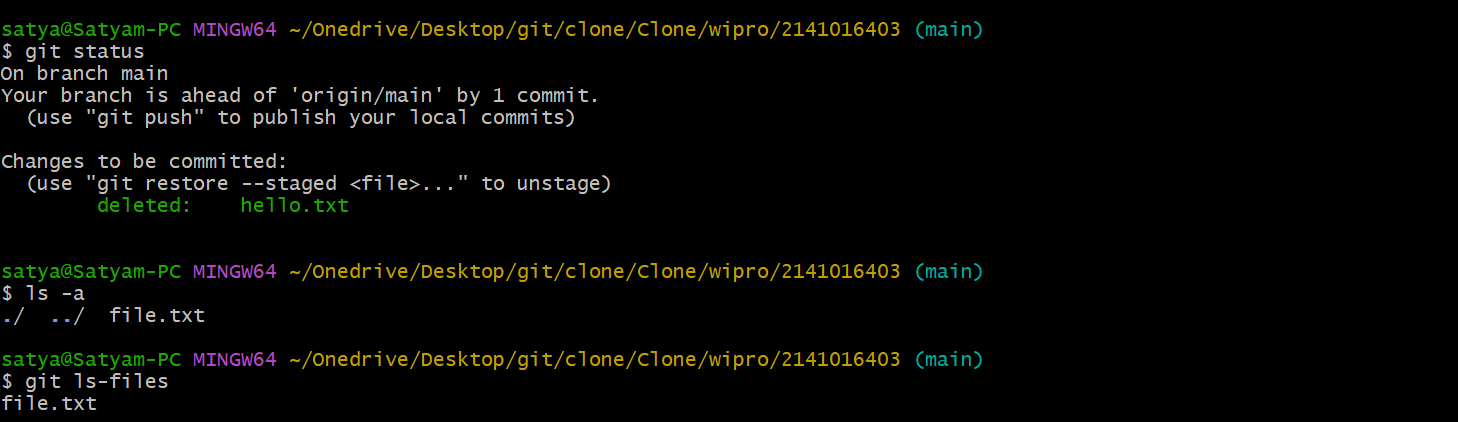 satya@Satyam-PC MINGW64 ~/Onedrive/Desktop/git/clone/Clone/wipro/2141016403 (main)
$ git status
On branch main
Your branch is ahead of 'origin/main' by 1 commit.
  (use "git push" to publish your local commits)

Changes to be committed:
  (use "git restore --staged <file>..." to unstage)
        deleted:    hello.txt

satya@Satyam-PC MINGW64 ~/Onedrive/Desktop/git/clone/Clone/wipro/2141016403 (main)
$ ls -a
./  ../  file.txt

satya@Satyam-PC MINGW64 ~/Onedrive/Desktop/git/clone/Clone/wipro/2141016403 (main)
$ git ls-files
file.txt